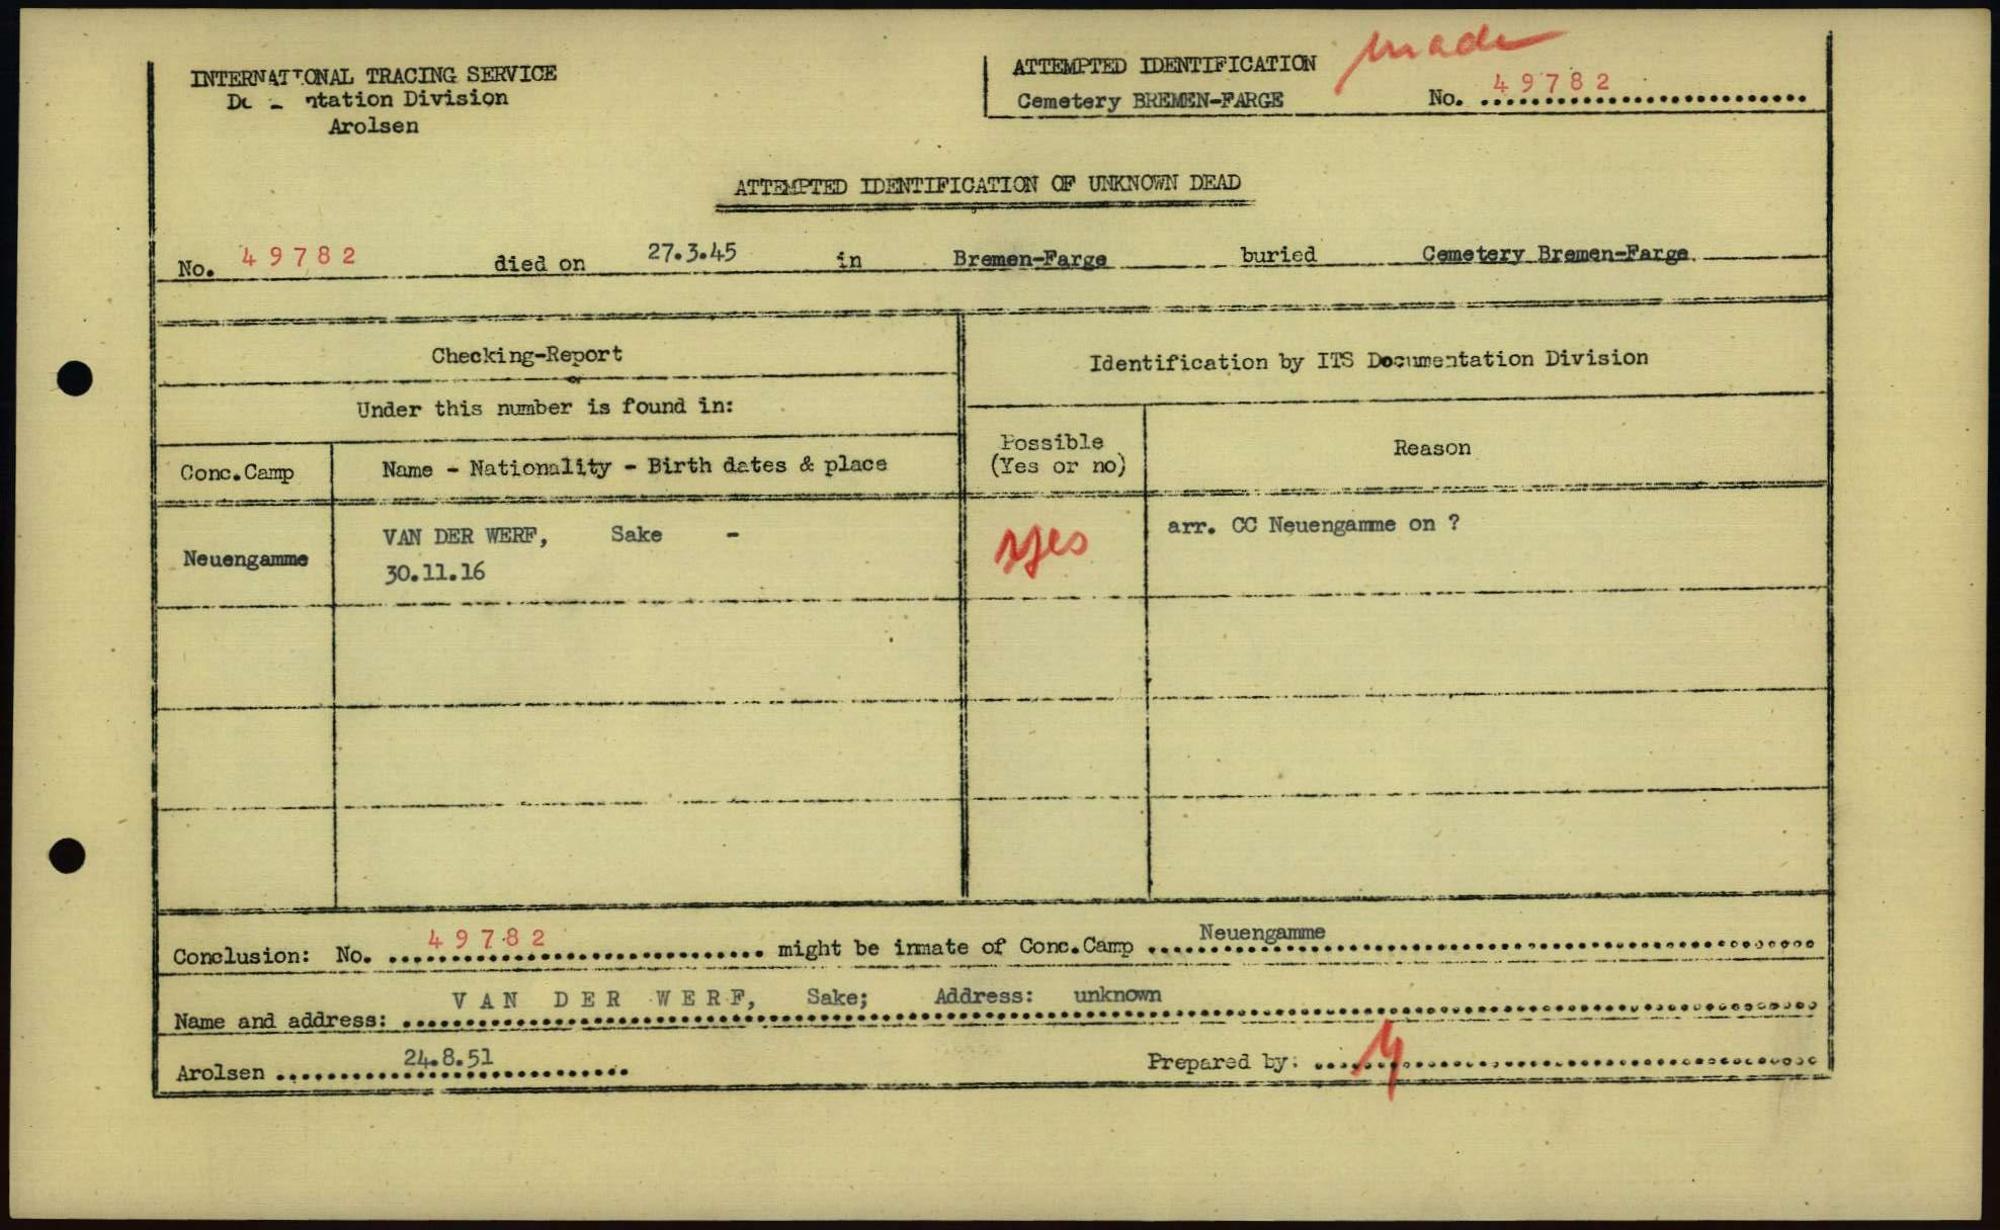 INTERNATIONAL TRACING SERVICE
Documentation Division
Arolsen
ATTEMPTED IDENTIFICATION made
Cemetery BREMEN-FARGE No. 49782
ATTEMPTED IDENTIFICATION OF UNKNOWN DEAD
No. 49782 died on 27.3.45 in Bremen-Farge buried Cemetery Bremen-Farge.
Checking-Report
or
Under this number is found in:
Identification by ITS Documentation Division
Conc.Camp
Name - Nationality - Birth dates & place
Possible
(Yes or no)
Reason
Neuengamme
VAN DER WERF, Sake -
30.11.16
yes
arr. CC Neuengamme on ?
Conclusion: No. 49782 might be inmate of Conc.Camp Neuengamme
Name and address: VAN DER WERF, Sake; Address: unknown
Arolsen 24.8.51
Prepared by: